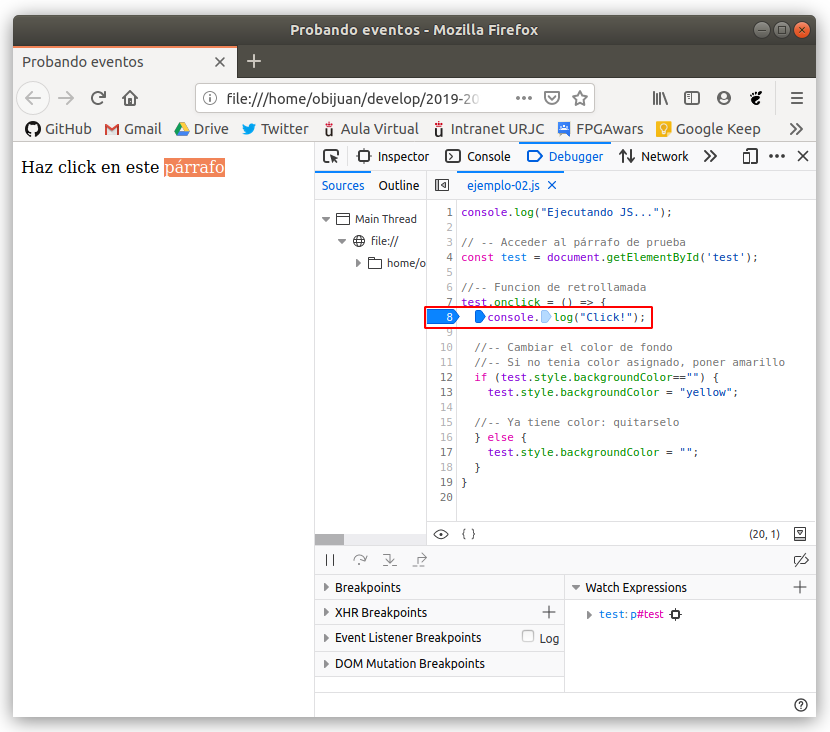 Probando eventos - Mozilla Firefox
Probando eventos
file:///home/obijuan/develop/2019-20
GitHub Gmail Drive Twitter Aula Virtual Intranet URJC FPGAwars Google Keep
Haz click en este párrafo
Inspector Console Debugger Network
Sources Outline ejemplo-02.js
Main Thread
file://
home/o
1 console.log("Ejecutando JS...");
2
3 // -- Acceder al párrafo de prueba
4 const test = document.getElementById('test');
5
6 //-- Funcion de retrollamada
7 test.onclick = () => {
8 console.log("Click!");
9
10 //-- Cambiar el color de fondo
11 //-- Si no tenia color asignado, poner amarillo
12 if (test.style.backgroundColor=="") {
13 test.style.backgroundColor = "yellow";
14
15 //-- Ya tiene color: quitarselo
16 } else {
17 test.style.backgroundColor = "";
18 }
19 }
20
{ } (20, 1)
Breakpoints
XHR Breakpoints
Event Listener Breakpoints Log
DOM Mutation Breakpoints
Watch Expressions
test: p#test